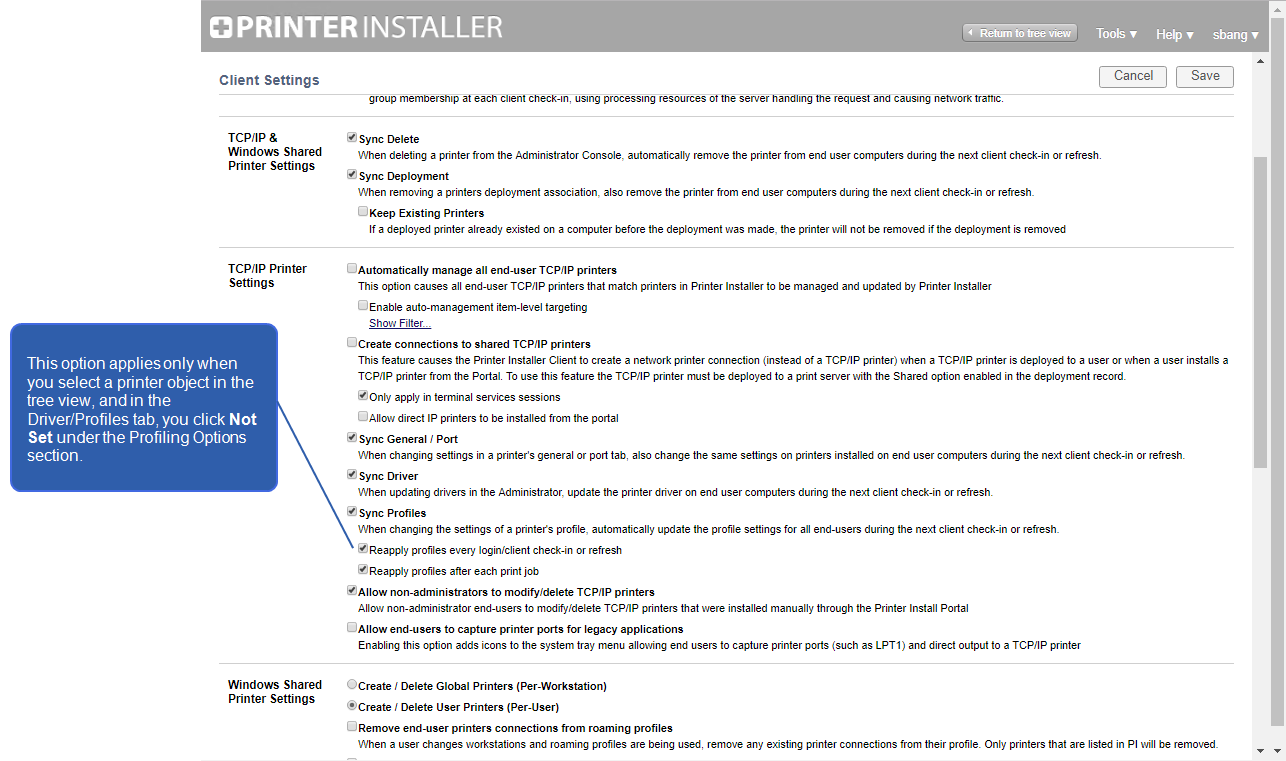 PRINTERINSTALLER
Return to tree view
Tools ▾
Help ▾
sbang ▾
Client Settings
Cancel
Save
group membership at each client check-in, using processing resources of the server handling the request and causing network traffic.
TCP/IP &
Windows Shared
Printer Settings
Sync Delete
When deleting a printer from the Administrator Console, automatically remove the printer from end user computers during the next client check-in or refresh.
Sync Deployment
When removing a printers deployment association, also remove the printer from end user computers during the next client check-in or refresh.
Keep Existing Printers
If a deployed printer already existed on a computer before the deployment was made, the printer will not be removed if the deployment is removed
TCP/IP Printer
Settings
Automatically manage all end-user TCP/IP printers
This option causes all end-user TCP/IP printers that match printers in Printer Installer to be managed and updated by Printer Installer
Enable auto-management item-level targeting
Show Filter...
Create connections to shared TCP/IP printers
This feature causes the Printer Installer Client to create a network printer connection (instead of a TCP/IP printer) when a TCP/IP printer is deployed to a user or when a user installs a
TCP/IP printer from the Portal. To use this feature the TCP/IP printer must be deployed to a print server with the Shared option enabled in the deployment record.
Only apply in terminal services sessions
Allow direct IP printers to be installed from the portal
Sync General / Port
When changing settings in a printer's general or port tab, also change the same settings on printers installed on end user computers during the next client check-in or refresh.
Sync Driver
When updating drivers in the Administrator, update the printer driver on end user computers during the next client check-in or refresh.
Sync Profiles
When changing the settings of a printer's profile, automatically update the profile settings for all end-users during the next client check-in or refresh.
Reapply profiles every login/client check-in or refresh
Reapply profiles after each print job
Allow non-administrators to modify/delete TCP/IP printers
Allow non-administrator end-users to modify/delete TCP/IP printers that were installed manually through the Printer Install Portal
Allow end-users to capture printer ports for legacy applications
Enabling this option adds icons to the system tray menu allowing end users to capture printer ports (such as LPT1) and direct output to a TCP/IP printer
This option applies only when
you select a printer object in the
tree view, and in the
Driver/Profiles tab, you click Not
Set under the Profiling Options
section.
Windows Shared
Printer Settings
Create / Delete Global Printers (Per-Workstation)
Create / Delete User Printers (Per-User)
Remove end-user printers connections from roaming profiles
When a user changes workstations and roaming profiles are being used, remove any existing printer connections from their profile. Only printers that are listed in PI will be removed.